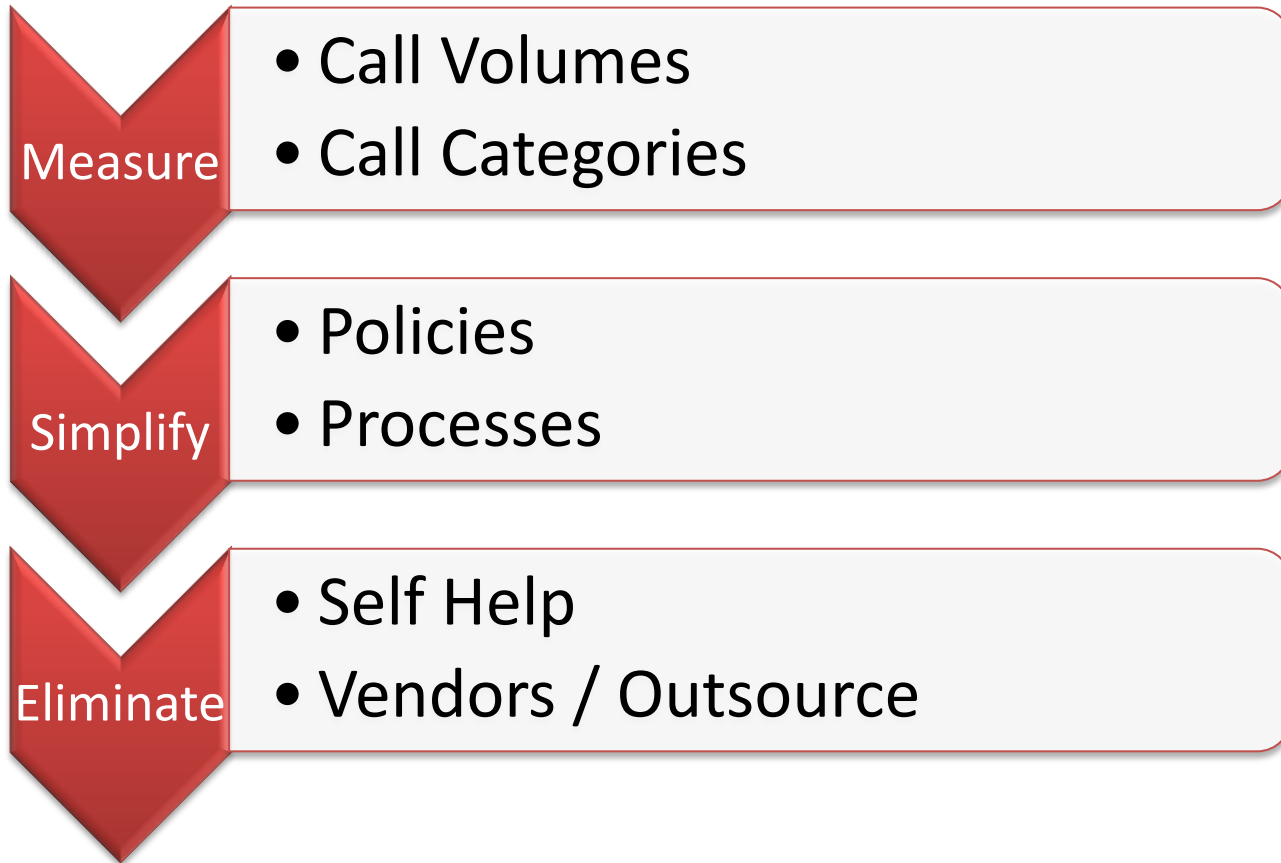 Measure
• Call Volumes
• Call Categories
Simplify
• Policies
• Processes
Eliminate
• Self Help
• Vendors / Outsource